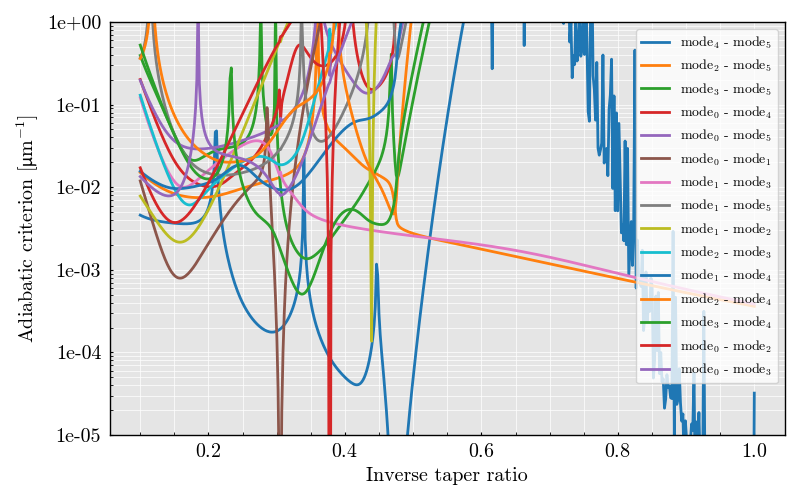 1e+00
1e-01
1e-02
1e-03
1e-04
1e-05
Adiabatic criterion [µm⁻¹]
0.2
0.4
0.6
0.8
1.0
Inverse taper ratio
mode₄ - mode₅
mode₂ - mode₅
mode₃ - mode₅
mode₀ - mode₄
mode₀ - mode₅
mode₀ - mode₁
mode₁ - mode₃
mode₁ - mode₅
mode₁ - mode₂
mode₂ - mode₃
mode₁ - mode₄
mode₂ - mode₄
mode₃ - mode₄
mode₀ - mode₂
mode₀ - mode₃